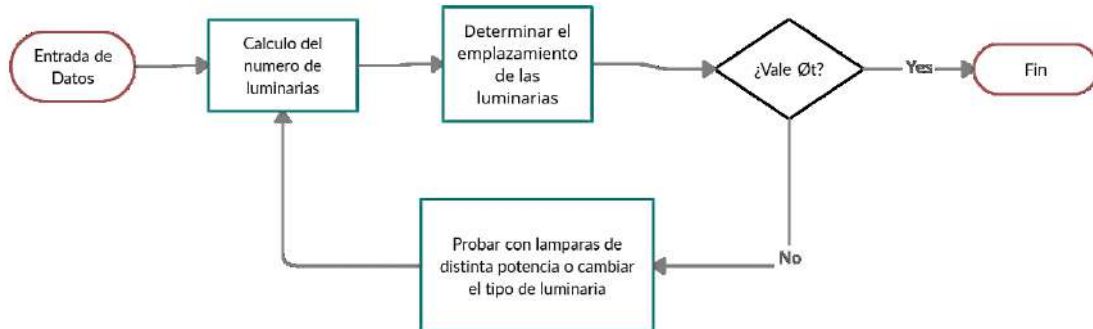 Entrada de
Datos
Calculo del
numero de
luminarias
Determinar el
emplazamiento
de las
luminarias
¿Vale Øt?
Yes
Fin
No
Probar con lamparas de
distinta potencia o cambiar
el tipo de luminaria